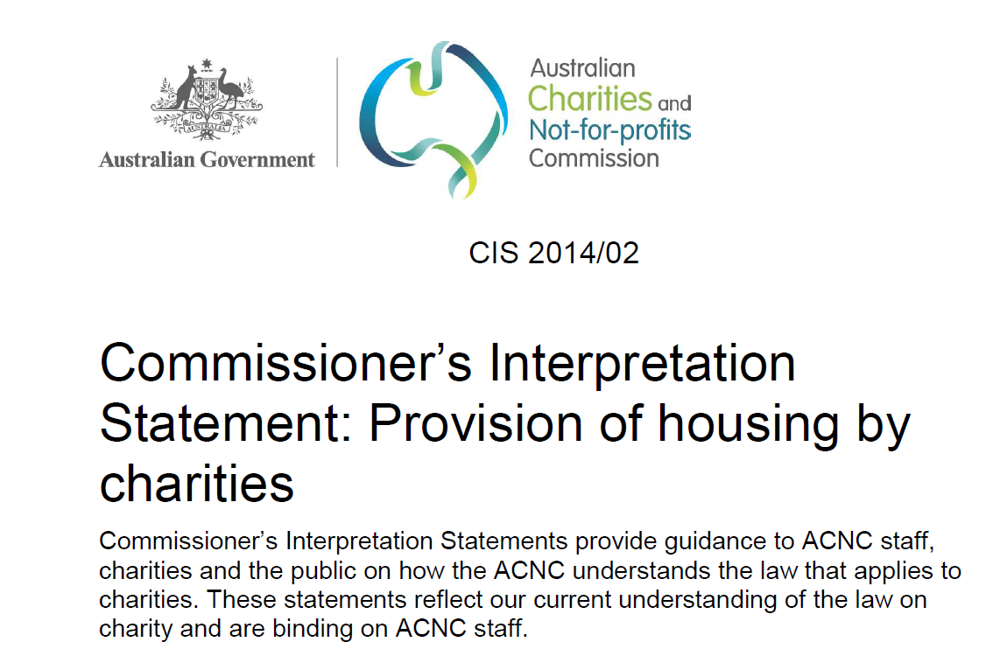 AUSTRALIA
Australian Government
Australian
Charities and
Not-for-profits
Commission
CIS 2014/02
Commissioner’s Interpretation
Statement: Provision of housing by
charities
Commissioner’s Interpretation Statements provide guidance to ACNC staff,
charities and the public on how the ACNC understands the law that applies to
charities. These statements reflect our current understanding of the law on
charity and are binding on ACNC staff.